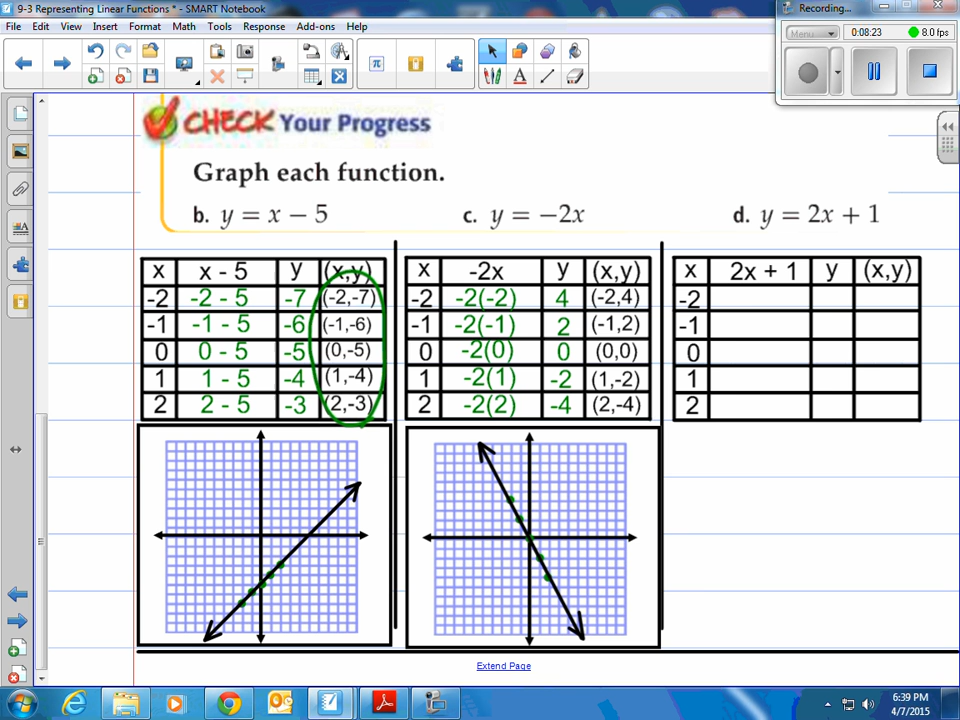 9-3 Representing Linear Functions * - SMART Notebook
Recording...
File Edit View Insert Format Math Tools Response Add-ons Help
Menu
0:08:23
8.0 fps
CHECK Your Progress
Graph each function.
b. y = x − 5
c. y = −2x
d. y = 2x + 1
x x - 5 y (x,y)
-2 -2 - 5 -7 (-2,-7)
-1 -1 - 5 -6 (-1,-6)
0 0 - 5 -5 (0,-5)
1 1 - 5 -4 (1,-4)
2 2 - 5 -3 (2,-3)
x -2x y (x,y)
-2 -2(-2) 4 (-2,4)
-1 -2(-1) 2 (-1,2)
0 -2(0) 0 (0,0)
1 -2(1) -2 (1,-2)
2 -2(2) -4 (2,-4)
x 2x + 1 y (x,y)
-2
-1
0
1
2
Extend Page
6:39 PM
4/7/2015